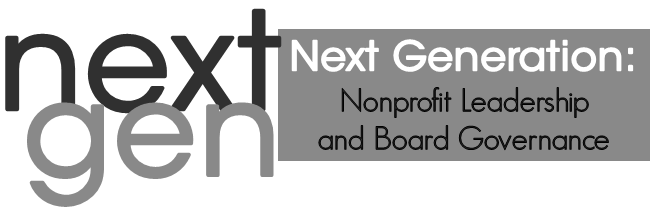 next
gen
Next Generation:
Nonprofit Leadership
and Board Governance